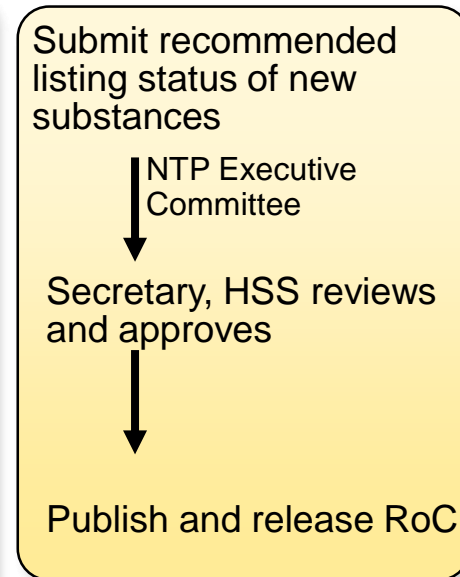 Submit recommended
listing status of new
substances
NTP Executive
Committee
Secretary, HSS reviews
and approves
Publish and release RoC